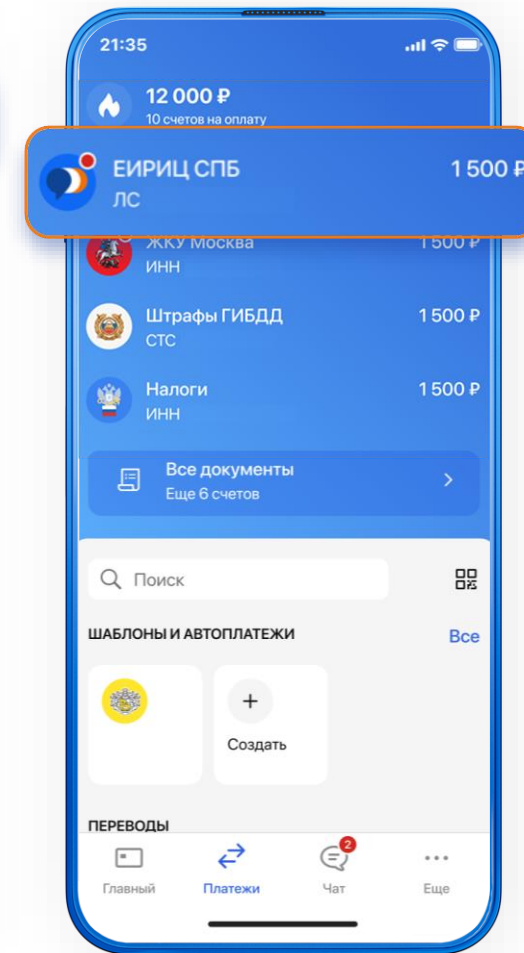 21:35
12 000 ₽
10 счетов на оплату
ЕИРИЦ СПБ
1 500 ₽
ЛС
ЖКУ Москва
1 500 ₽
ИНН
Штрафы ГИБДД
1 500 ₽
СТС
Налоги
1 500 ₽
ИНН
Все документы
Еще 6 счетов
Поиск
ШАБЛОНЫ И АВТОПЛАТЕЖИ
Все
Создать
ПЕРЕВОДЫ
2
Главный
Платежи
Чат
Еще